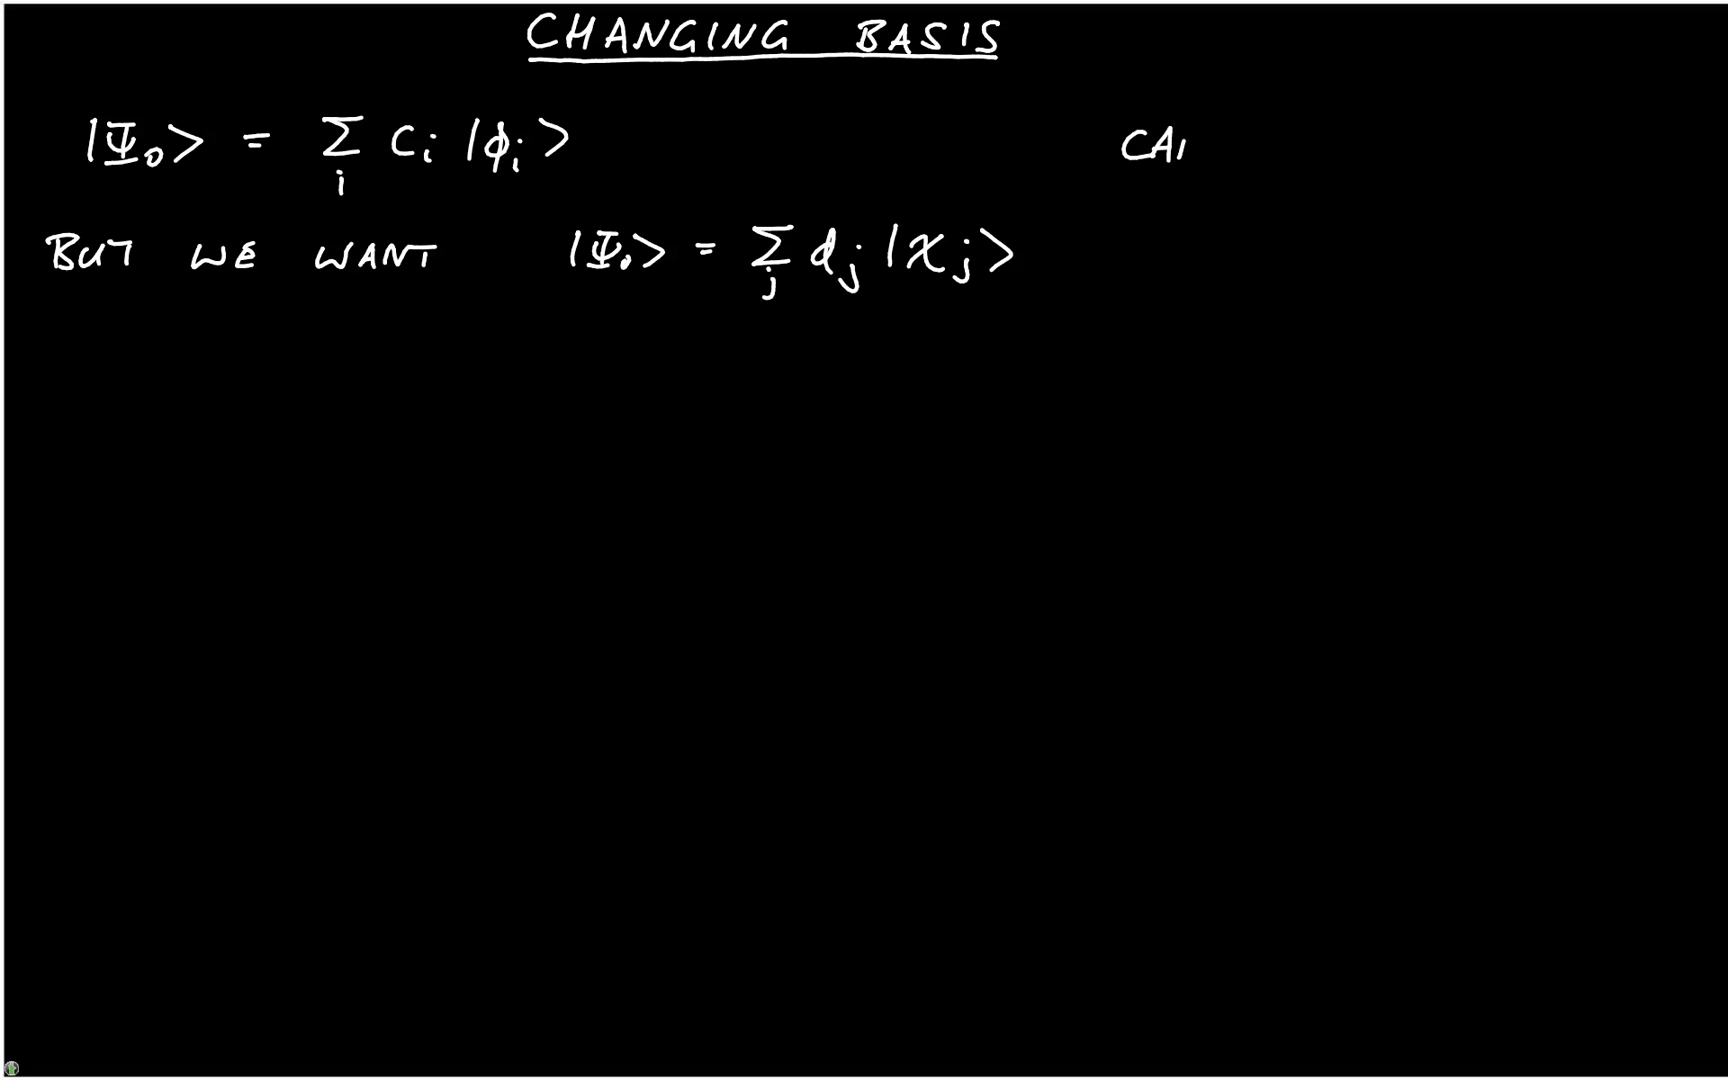 CHANGING BASIS
|Ψ₀> = Σᵢ Cᵢ |ϕᵢ> CAI
BUT WE WANT |Ψ₀> = Σⱼ dⱼ |χⱼ>